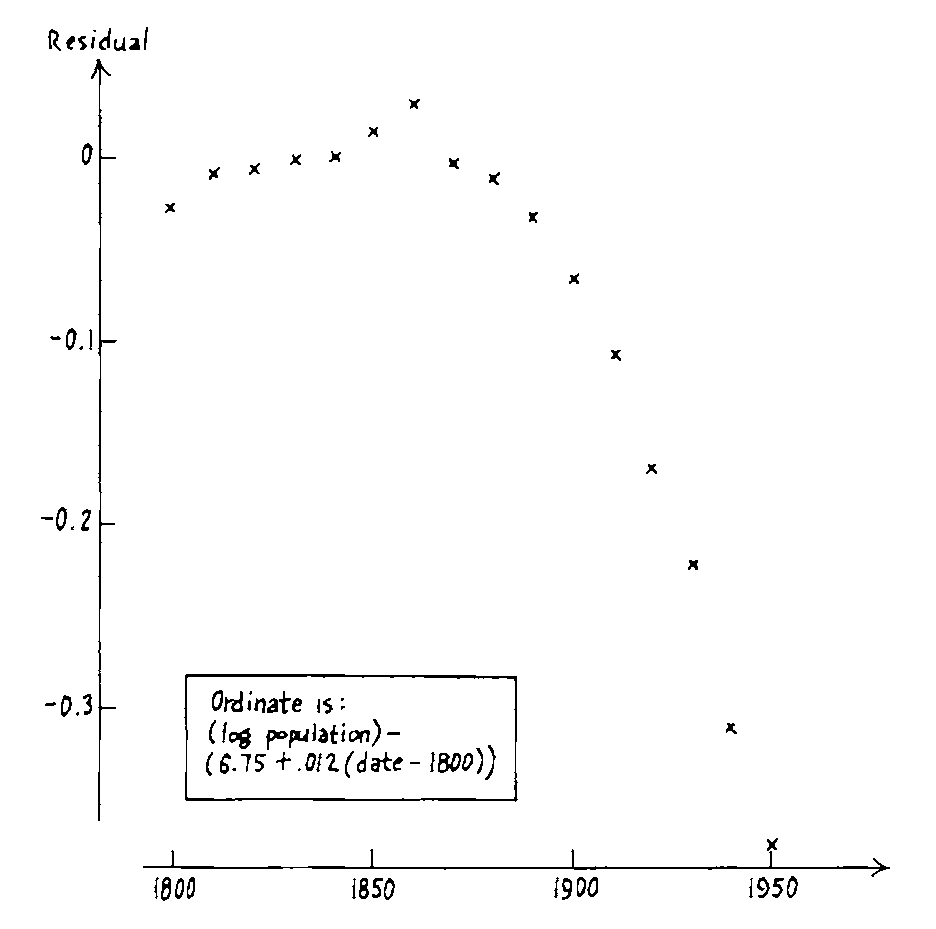 Residual
0
-0.1
-0.2
-0.3
Ordinate is:
(log population) -
(6.75 + .012 (date - 1800))
1800
1850
1900
1950